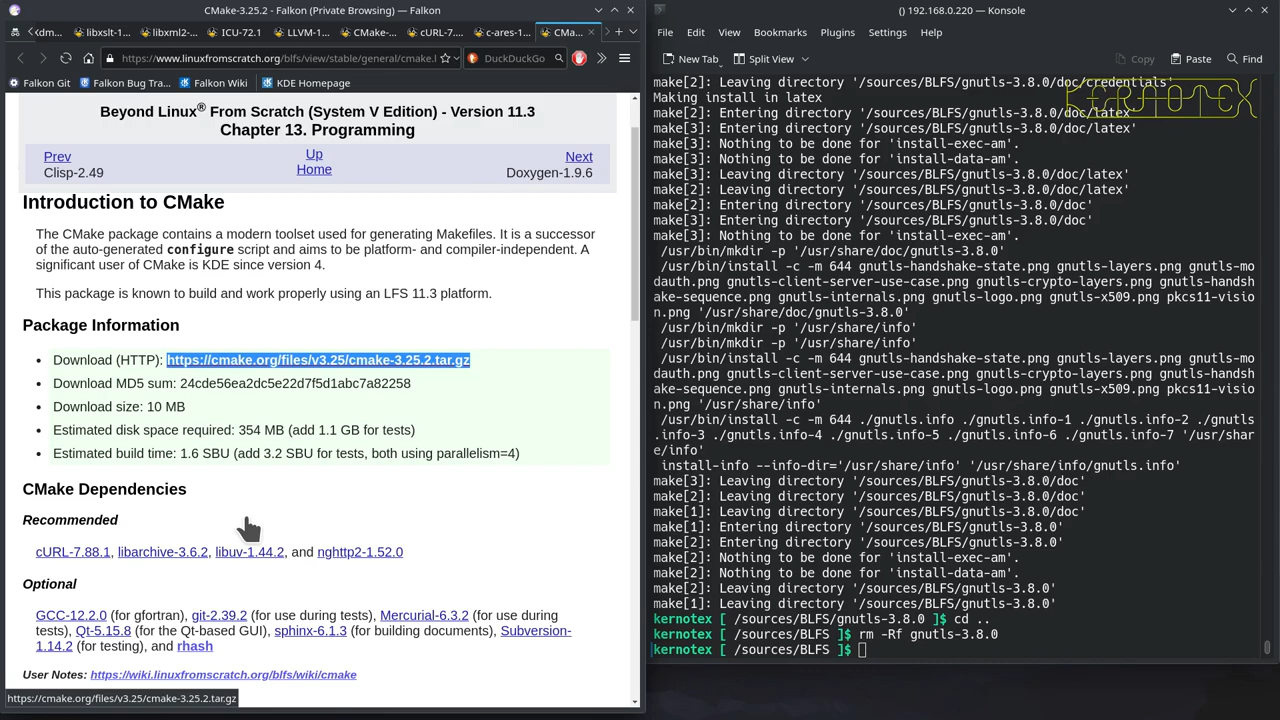 CMake-3.25.2 - Falkon (Private Browsing) — Falkon
<dm...
libxslt-1
libxml2-...
ICU-72.1
LLVM-1...
CMake-...
cURL-7....
c-ares-1...
CMa...
https://www.linuxfromscratch.org/blfs/view/stable/general/cmake.l
DuckDuckGo
Falkon Git
Falkon Bug Tra...
Falkon Wiki
KDE Homepage
Beyond Linux® From Scratch (System V Edition) - Version 11.3
Chapter 13. Programming
Prev
Up
Next
Clisp-2.49
Home
Doxygen-1.9.6
Introduction to CMake
The CMake package contains a modern toolset used for generating Makefiles. It is a successor
of the auto-generated configure script and aims to be platform- and compiler-independent. A
significant user of CMake is KDE since version 4.
This package is known to build and work properly using an LFS 11.3 platform.
Package Information
• Download (HTTP): https://cmake.org/files/v3.25/cmake-3.25.2.tar.gz
• Download MD5 sum: 24cde56ea2dc5e22d7f5d1abc7a82258
• Download size: 10 MB
• Estimated disk space required: 354 MB (add 1.1 GB for tests)
• Estimated build time: 1.6 SBU (add 3.2 SBU for tests, both using parallelism=4)
CMake Dependencies
Recommended
cURL-7.88.1, libarchive-3.6.2, libuv-1.44.2, and nghttp2-1.52.0
Optional
GCC-12.2.0 (for gfortran), git-2.39.2 (for use during tests), Mercurial-6.3.2 (for use during
tests), Qt-5.15.8 (for the Qt-based GUI), sphinx-6.1.3 (for building documents), Subversion-
1.14.2 (for testing), and rhash
User Notes: https://wiki.linuxfromscratch.org/blfs/wiki/cmake
https://cmake.org/files/v3.25/cmake-3.25.2.tar.gz
() 192.168.0.220 — Konsole
File Edit View Bookmarks Plugins Settings Help
New Tab
Split View
Copy
Paste
Find
KERNOTEX
make[2]: Leaving directory '/sources/BLFS/gnutls-3.8.0/doc/credentials'
Making install in latex
make[2]: Entering directory '/sources/BLFS/gnutls-3.8.0/doc/latex'
make[3]: Entering directory '/sources/BLFS/gnutls-3.8.0/doc/latex'
make[3]: Nothing to be done for 'install-exec-am'.
make[3]: Nothing to be done for 'install-data-am'.
make[3]: Leaving directory '/sources/BLFS/gnutls-3.8.0/doc/latex'
make[2]: Leaving directory '/sources/BLFS/gnutls-3.8.0/doc/latex'
make[2]: Entering directory '/sources/BLFS/gnutls-3.8.0/doc'
make[3]: Entering directory '/sources/BLFS/gnutls-3.8.0/doc'
make[3]: Nothing to be done for 'install-exec-am'.
/usr/bin/mkdir -p '/usr/share/doc/gnutls-3.8.0'
/usr/bin/install -c -m 644 gnutls-handshake-state.png gnutls-layers.png gnutls-mo
dauth.png gnutls-client-server-use-case.png gnutls-crypto-layers.png gnutls-handsh
ake-sequence.png gnutls-internals.png gnutls-logo.png gnutls-x509.png pkcs11-visio
n.png '/usr/share/doc/gnutls-3.8.0'
/usr/bin/mkdir -p '/usr/share/info'
/usr/bin/mkdir -p '/usr/share/info'
/usr/bin/install -c -m 644 gnutls-handshake-state.png gnutls-layers.png gnutls-mo
dauth.png gnutls-client-server-use-case.png gnutls-crypto-layers.png gnutls-handsh
ake-sequence.png gnutls-internals.png gnutls-logo.png gnutls-x509.png pkcs11-visio
n.png '/usr/share/info'
/usr/bin/install -c -m 644 ./gnutls.info ./gnutls.info-1 ./gnutls.info-2 ./gnutls
.info-3 ./gnutls.info-4 ./gnutls.info-5 ./gnutls.info-6 ./gnutls.info-7 '/usr/shar
e/info'
install-info --info-dir='/usr/share/info' '/usr/share/info/gnutls.info'
make[3]: Leaving directory '/sources/BLFS/gnutls-3.8.0/doc'
make[2]: Leaving directory '/sources/BLFS/gnutls-3.8.0/doc'
make[1]: Leaving directory '/sources/BLFS/gnutls-3.8.0/doc'
make[1]: Entering directory '/sources/BLFS/gnutls-3.8.0'
make[2]: Entering directory '/sources/BLFS/gnutls-3.8.0'
make[2]: Nothing to be done for 'install-exec-am'.
make[2]: Nothing to be done for 'install-data-am'.
make[2]: Leaving directory '/sources/BLFS/gnutls-3.8.0'
make[1]: Leaving directory '/sources/BLFS/gnutls-3.8.0'
kernotex [ /sources/BLFS/gnutls-3.8.0 ]$ cd ..
kernotex [ /sources/BLFS ]$ rm -Rf gnutls-3.8.0
kernotex [ /sources/BLFS ]$